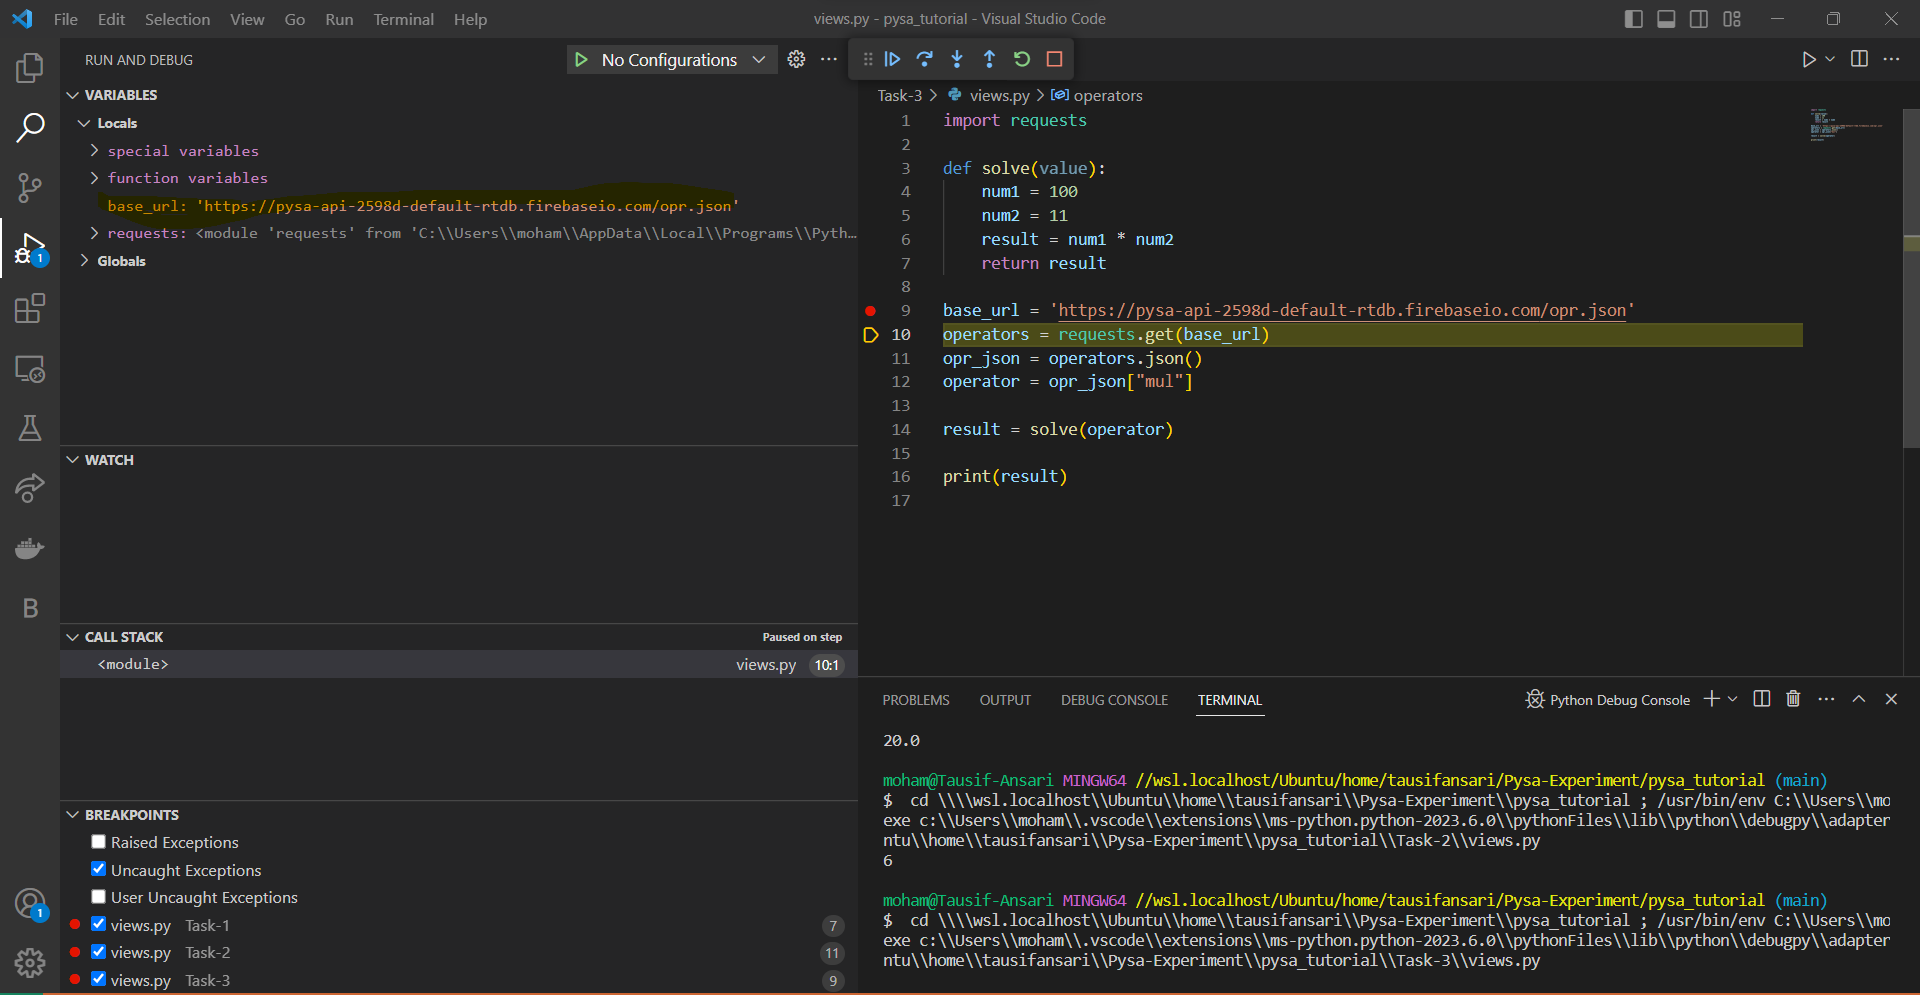 File Edit Selection View Go Run Terminal Help
views.py - pysa_tutorial - Visual Studio Code
RUN AND DEBUG
No Configurations
VARIABLES
Locals
special variables
function variables
base_url: 'https://pysa-api-2598d-default-rtdb.firebaseio.com/opr.json'
requests: <module 'requests' from 'C:\\Users\\moham\\AppData\\Local\\Programs\\Pyth…
Globals
WATCH
CALL STACK
Paused on step
<module>
views.py 10:1
BREAKPOINTS
Raised Exceptions
Uncaught Exceptions
User Uncaught Exceptions
views.py Task-1 7
views.py Task-2 11
views.py Task-3 9
1
B
1
Task-3 > views.py > operators
1 import requests
2
3 def solve(value):
4 num1 = 100
5 num2 = 11
6 result = num1 * num2
7 return result
8
9 base_url = 'https://pysa-api-2598d-default-rtdb.firebaseio.com/opr.json'
10 operators = requests.get(base_url)
11 opr_json = operators.json()
12 operator = opr_json["mul"]
13
14 result = solve(operator)
15
16 print(result)
17
PROBLEMS OUTPUT DEBUG CONSOLE TERMINAL
Python Debug Console
20.0
moham@Tausif-Ansari MINGW64 //wsl.localhost/Ubuntu/home/tausifansari/Pysa-Experiment/pysa_tutorial (main)
$ cd \\\\wsl.localhost\\Ubuntu\\home\\tausifansari\\Pysa-Experiment\\pysa_tutorial ; /usr/bin/env C:\\Users\\mo
exe c:\\Users\\moham\\.vscode\\extensions\\ms-python.python-2023.6.0\\pythonFiles\\lib\\python\\debugpy\\adapter
ntu\\home\\tausifansari\\Pysa-Experiment\\pysa_tutorial\\Task-2\\views.py
6
moham@Tausif-Ansari MINGW64 //wsl.localhost/Ubuntu/home/tausifansari/Pysa-Experiment/pysa_tutorial (main)
$ cd \\\\wsl.localhost\\Ubuntu\\home\\tausifansari\\Pysa-Experiment\\pysa_tutorial ; /usr/bin/env C:\\Users\\mo
exe c:\\Users\\moham\\.vscode\\extensions\\ms-python.python-2023.6.0\\pythonFiles\\lib\\python\\debugpy\\adapter
ntu\\home\\tausifansari\\Pysa-Experiment\\pysa_tutorial\\Task-3\\views.py